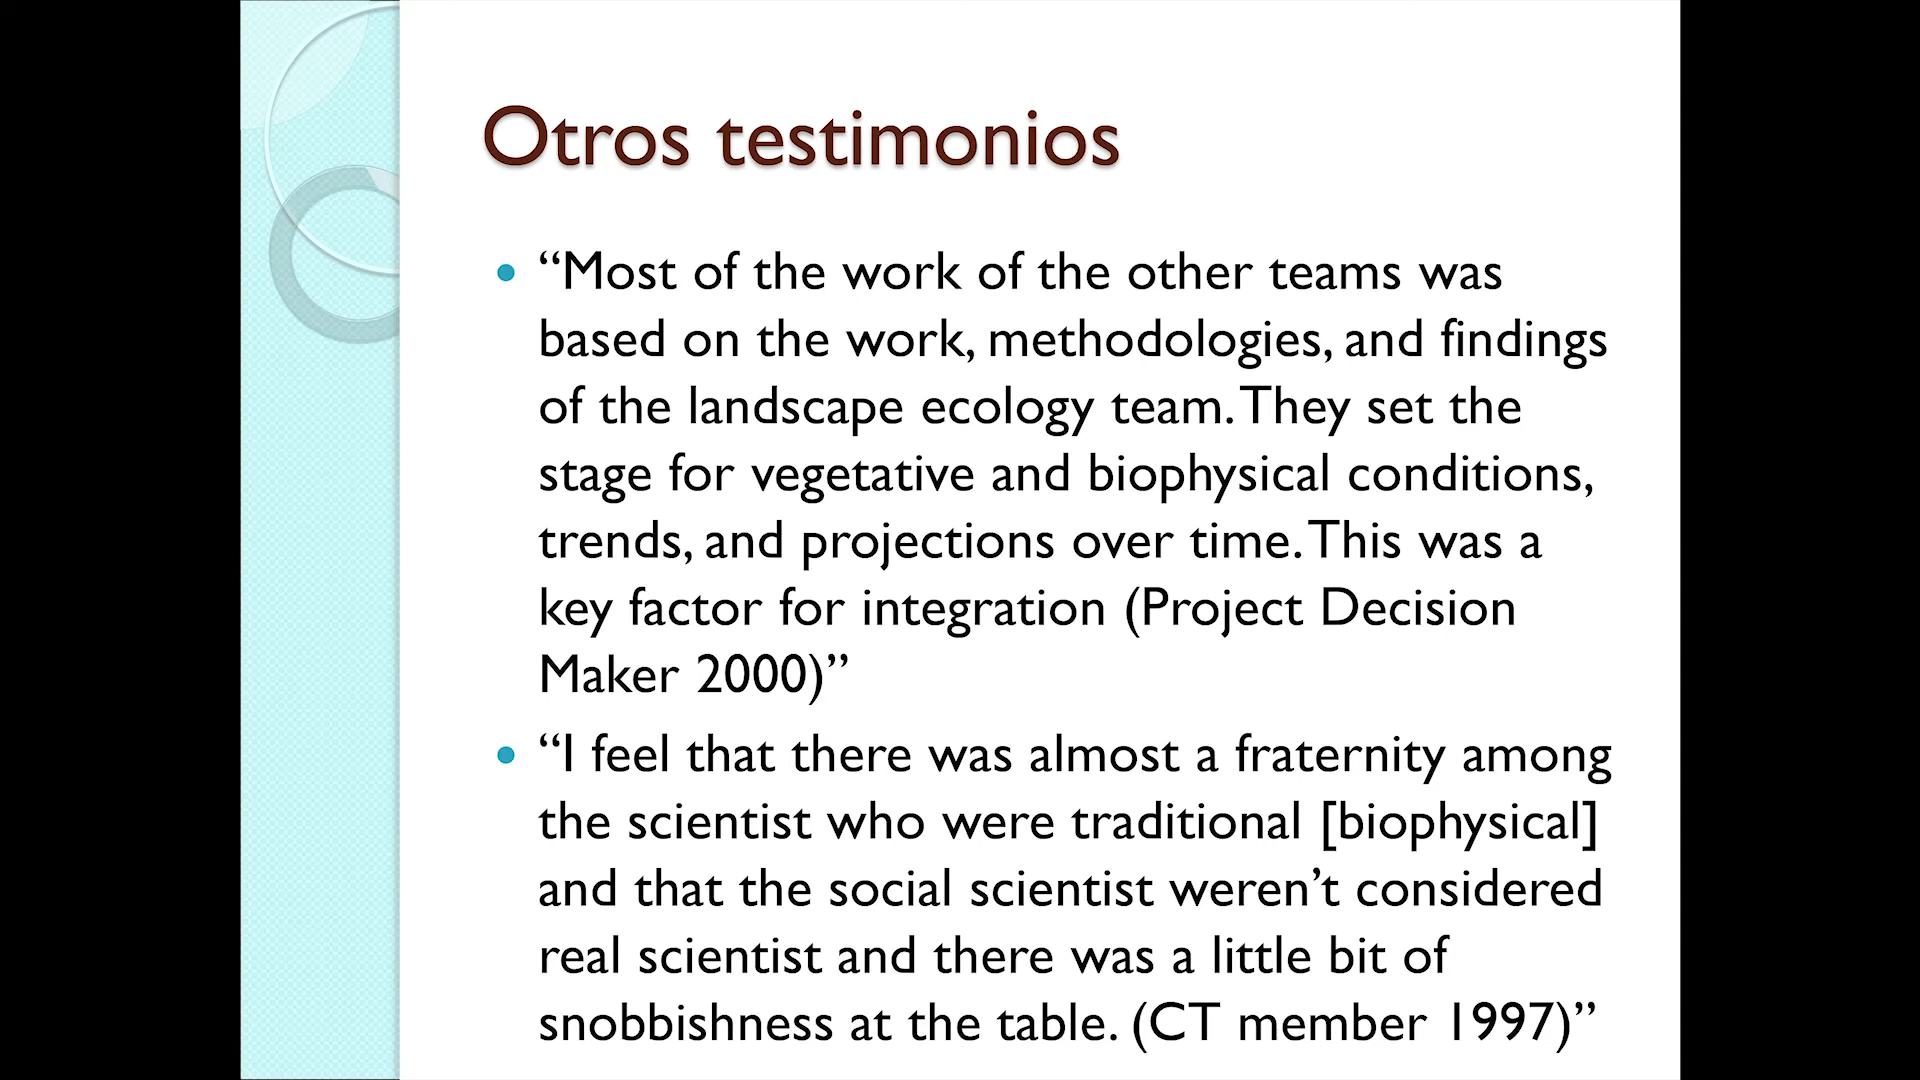 Otros testimonios
• “Most of the work of the other teams was
based on the work, methodologies, and findings
of the landscape ecology team. They set the
stage for vegetative and biophysical conditions,
trends, and projections over time. This was a
key factor for integration (Project Decision
Maker 2000)”
• “I feel that there was almost a fraternity among
the scientist who were traditional [biophysical]
and that the social scientist weren’t considered
real scientist and there was a little bit of
snobbishness at the table. (CT member 1997)”